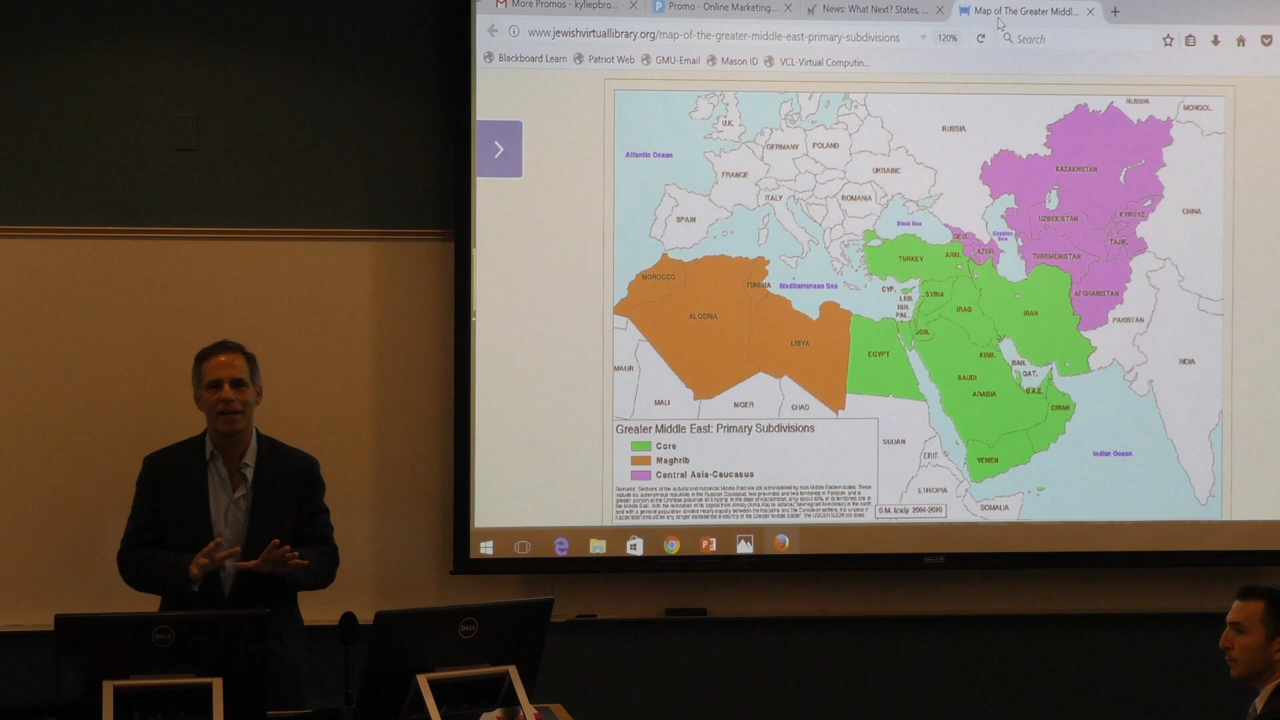 More Promos - kyliepbro...
Promo - Online Marketing...
News: What Next? States, ...
Map of The Greater Middl...
www.jewishvirtuallibrary.org/map-of-the-greater-middle-east-primary-subdivisions
120%
Search
Blackboard Learn
Patriot Web
GMU-Email
Mason ID
VCL-Virtual Computin...
RUSSIA
MONGOL.
U.K.
RUSSIA
GERMANY
POLAND
Atlantic Ocean
FRANCE
UKRAINE
KAZAKHSTAN
ITALY
ROMANIA
SPAIN
CHINA
Black Sea
Caspian Sea
UZBEKISTAN
KYRGYZ.
GEO.
AZER.
TAJIK.
TURKEY
ARM.
TURKMENISTAN
MOROCCO
TUNISIA
Mediterranean Sea
CYP.
LEB.
ISR.
PAL.
SYRIA
AFGHANISTAN
ALGERIA
IRAQ
IRAN
PAKISTAN
LIBYA
JOR.
EGYPT
KUW.
BAH.
QAT.
U.A.E.
INDIA
MAUR
SAUDI
ARABIA
OMAN
MALI
NIGER
CHAD
SUDAN
YEMEN
ERIT.
Indian Ocean
ETHIOPIA
SOMALIA
Greater Middle East: Primary Subdivisions
Core
Maghrib
Central Asia-Caucasus
© M. Izady 2004-2010
DELL
DELL